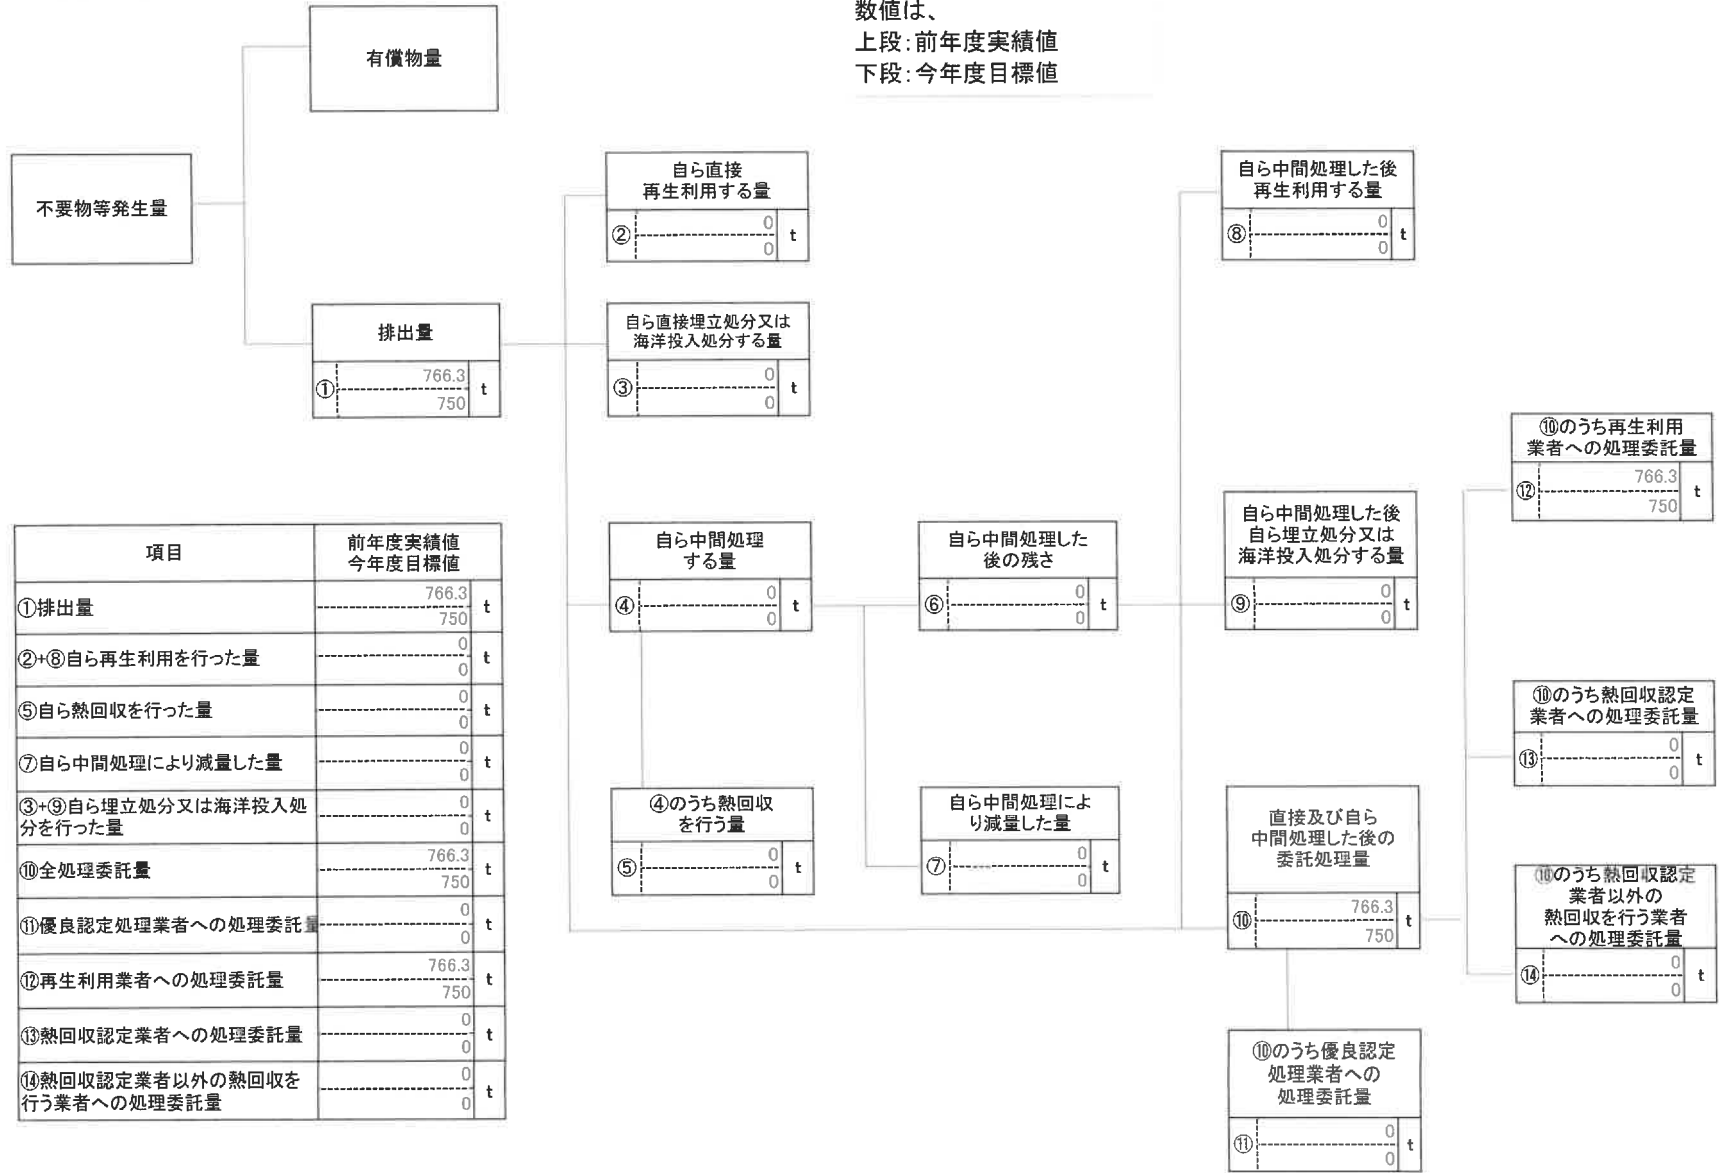 数値は、
上段:前年度実績値
下段:今年度目標値
有償物量
不要物等発生量
排出量
① 766.3 t
750
自ら直接
再生利用する量
② 0 t
0
自ら直接埋立処分又は
海洋投入処分する量
③ 0 t
0
自ら中間処理
する量
④ 0 t
0
④のうち熱回収
を行う量
⑤ 0 t
0
自ら中間処理した
後の残さ
⑥ 0 t
0
自ら中間処理によ
り減量した量
⑦ 0 t
0
自ら中間処理した後
再生利用する量
⑧ 0 t
0
自ら中間処理した後
自ら埋立処分又は
海洋投入処分する量
⑨ 0 t
0
直接及び自ら
中間処理した後の
委託処理量
⑩ 766.3 t
750
⑩のうち優良認定
処理業者への
処理委託量
⑪ 0 t
0
⑩のうち再生利用
業者への処理委託量
⑫ 766.3 t
750
⑩のうち熱回収認定
業者への処理委託量
⑬ 0 t
0
⑩のうち熱回収認定
業者以外の
熱回収を行う業者
への処理委託量
⑭ 0 t
0
項目 前年度実績値
今年度目標値
①排出量 766.3 t
750
②+⑧自ら再生利用を行った量 0 t
0
⑤自ら熱回収を行った量 0 t
0
⑦自ら中間処理により減量した量 0 t
0
③+⑨自ら埋立処分又は海洋投入処 0 t
分を行った量 0
⑩全処理委託量 766.3 t
750
⑪優良認定処理業者への処理委託量 0 t
0
⑫再生利用業者への処理委託量 766.3 t
750
⑬熱回収認定業者への処理委託量 0 t
0
⑭熱回収認定業者以外の熱回収を 0 t
行う業者への処理委託量 0